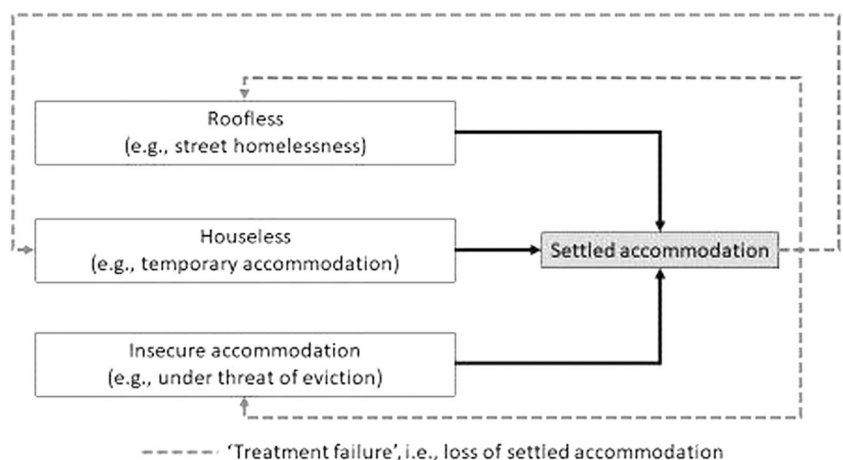 Roofless
(e.g., street homelessness)
Houseless
(e.g., temporary accommodation)
Settled accommodation
Insecure accommodation
(e.g., under threat of eviction)
‘Treatment failure’, i.e., loss of settled accommodation